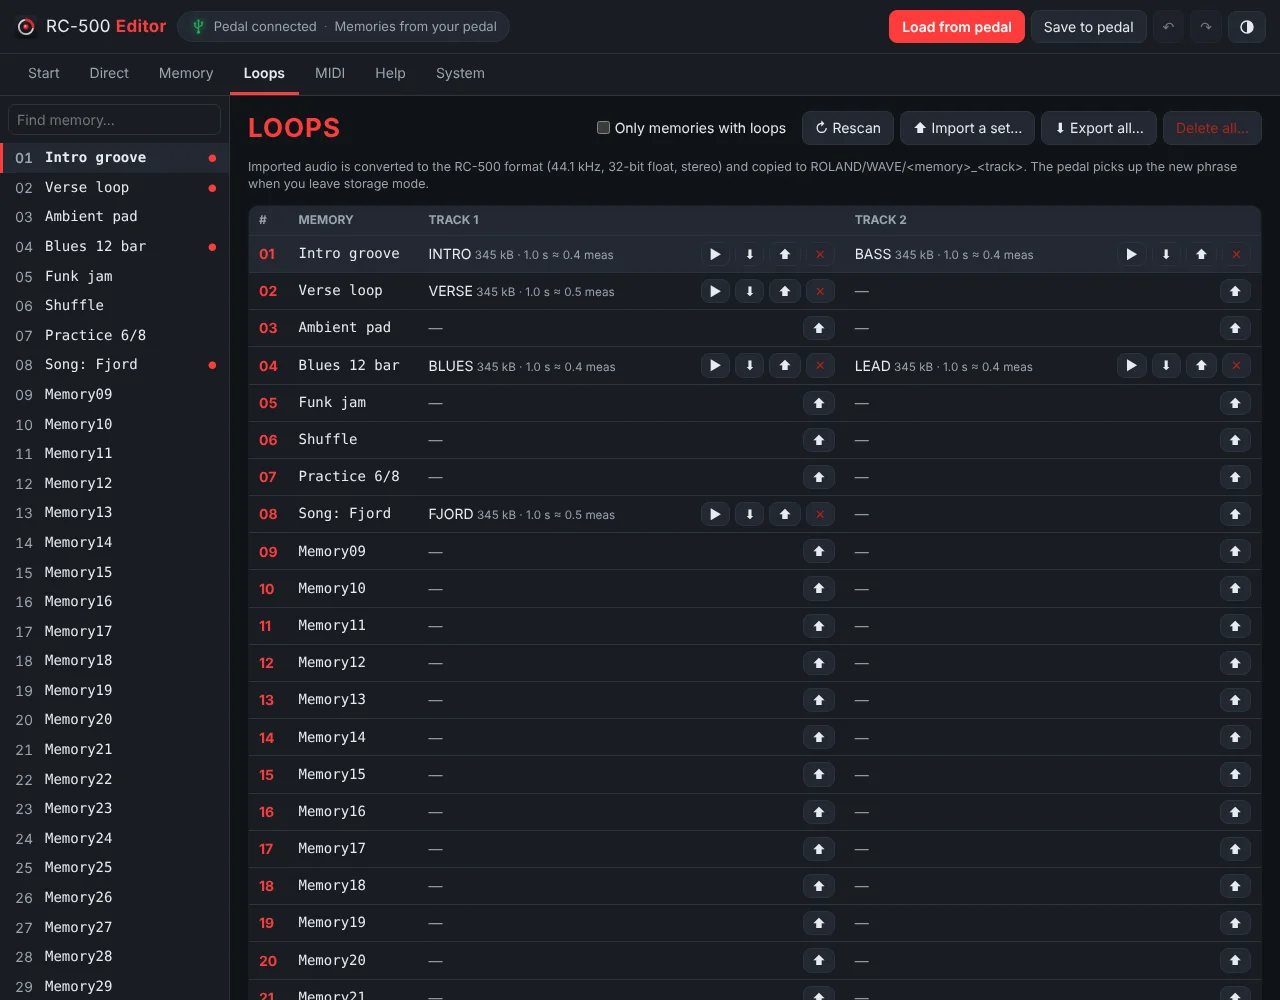 RC-500 Editor
Pedal connected · Memories from your pedal
Load from pedal
Save to pedal
Start Direct Memory Loops MIDI Help System
Find memory...
01 Intro groove
02 Verse loop
03 Ambient pad
04 Blues 12 bar
05 Funk jam
06 Shuffle
07 Practice 6/8
08 Song: Fjord
09 Memory09
10 Memory10
11 Memory11
12 Memory12
13 Memory13
14 Memory14
15 Memory15
16 Memory16
17 Memory17
18 Memory18
19 Memory19
20 Memory20
21 Memory21
22 Memory22
23 Memory23
24 Memory24
25 Memory25
26 Memory26
27 Memory27
28 Memory28
29 Memory29
LOOPS
Only memories with loops
↻ Rescan
⬆ Import a set...
⬇ Export all...
Delete all...
Imported audio is converted to the RC-500 format (44.1 kHz, 32-bit float, stereo) and copied to ROLAND/WAVE/<memory>_<track>. The pedal picks up the new phrase
when you leave storage mode.
# MEMORY TRACK 1 TRACK 2
01 Intro groove INTRO 345 kB · 1.0 s ≈ 0.4 meas BASS 345 kB · 1.0 s ≈ 0.4 meas
02 Verse loop VERSE 345 kB · 1.0 s ≈ 0.5 meas —
03 Ambient pad — —
04 Blues 12 bar BLUES 345 kB · 1.0 s ≈ 0.4 meas LEAD 345 kB · 1.0 s ≈ 0.4 meas
05 Funk jam — —
06 Shuffle — —
07 Practice 6/8 — —
08 Song: Fjord FJORD 345 kB · 1.0 s ≈ 0.5 meas —
09 Memory09 — —
10 Memory10 — —
11 Memory11 — —
12 Memory12 — —
13 Memory13 — —
14 Memory14 — —
15 Memory15 — —
16 Memory16 — —
17 Memory17 — —
18 Memory18 — —
19 Memory19 — —
20 Memory20 — —
21 Memory21 — —